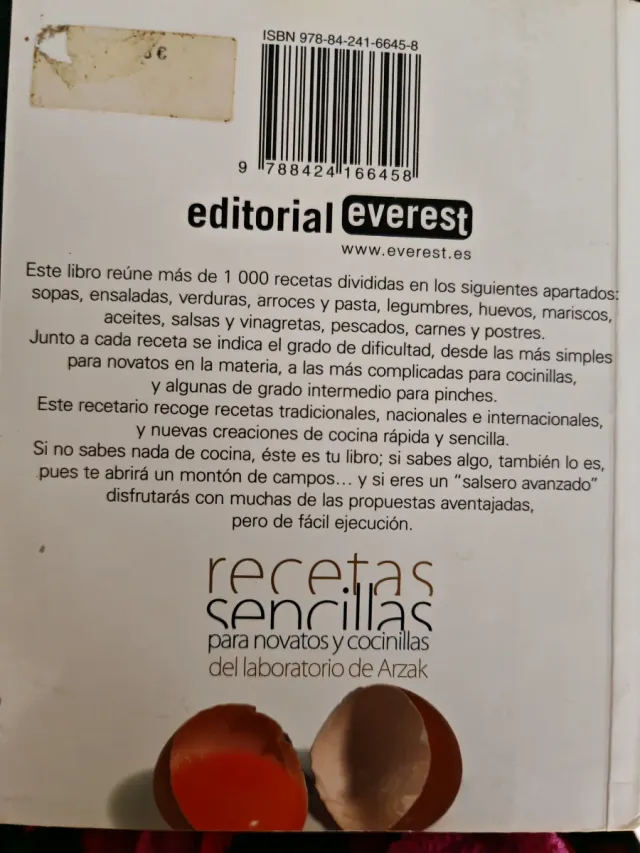 €
ISBN 978-84-241-6645-8
9 788424 166458
editorial everest
www.everest.es
Este libro reúne más de 1 000 recetas divididas en los siguientes apartados:
sopas, ensaladas, verduras, arroces y pasta, legumbres, huevos, mariscos,
aceites, salsas y vinagretas, pescados, carnes y postres.
Junto a cada receta se indica el grado de dificultad, desde las más simples
para novatos en la materia, a las más complicadas para cocinillas,
y algunas de grado intermedio para pinches.
Este recetario recoge recetas tradicionales, nacionales e internacionales,
y nuevas creaciones de cocina rápida y sencilla.
Si no sabes nada de cocina, éste es tu libro; si sabes algo, también lo es,
pues te abrirá un montón de campos... y si eres un "salsero avanzado"
disfrutarás con muchas de las propuestas aventajadas,
pero de fácil ejecución.
recetas
sencillas
para novatos y cocinillas
del laboratorio de Arzak